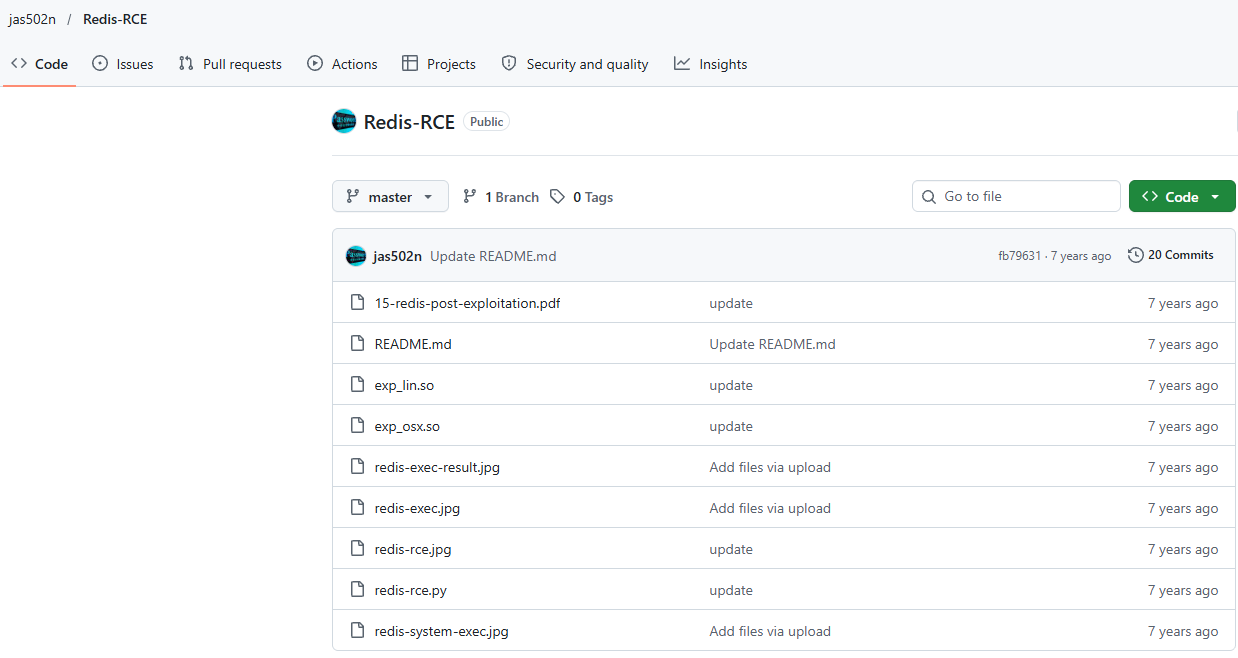 jas502n / Redis-RCE
Code Issues Pull requests Actions Projects Security and quality Insights
Redis-RCE Public
master 1 Branch 0 Tags Go to file Code
jas502n Update README.md fb79631 · 7 years ago 20 Commits
15-redis-post-exploitation.pdf update 7 years ago
README.md Update README.md 7 years ago
exp_lin.so update 7 years ago
exp_osx.so update 7 years ago
redis-exec-result.jpg Add files via upload 7 years ago
redis-exec.jpg Add files via upload 7 years ago
redis-rce.jpg update 7 years ago
redis-rce.py update 7 years ago
redis-system-exec.jpg Add files via upload 7 years ago